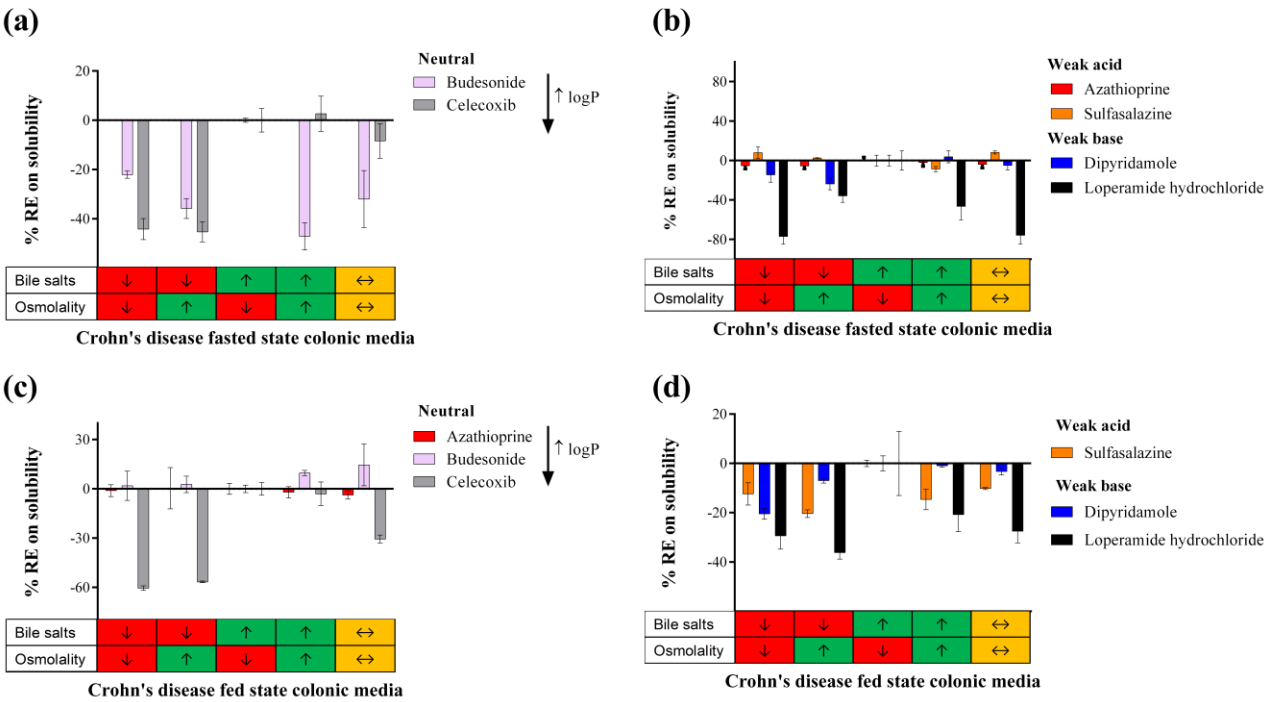 (a)
Neutral
Budesonide
Celecoxib
↑ logP
% RE on solubility
20
0
-20
-40
Bile salts ↓ ↓ ↑ ↑ ↔
Osmolality ↓ ↑ ↓ ↑ ↔
Crohn's disease fasted state colonic media
(b)
Weak acid
Azathioprine
Sulfasalazine
Weak base
Dipyridamole
Loperamide hydrochloride
% RE on solubility
80
40
0
-40
-80
Bile salts ↓ ↓ ↑ ↑ ↔
Osmolality ↓ ↑ ↓ ↑ ↔
Crohn's disease fasted state colonic media
(c)
Neutral
Azathioprine
Budesonide
Celecoxib
↑ logP
% RE on solubility
30
0
-30
-60
Bile salts ↓ ↓ ↑ ↑ ↔
Osmolality ↓ ↑ ↓ ↑ ↔
Crohn's disease fed state colonic media
(d)
Weak acid
Sulfasalazine
Weak base
Dipyridamole
Loperamide hydrochloride
% RE on solubility
20
0
-20
-40
Bile salts ↓ ↓ ↑ ↑ ↔
Osmolality ↓ ↑ ↓ ↑ ↔
Crohn's disease fed state colonic media